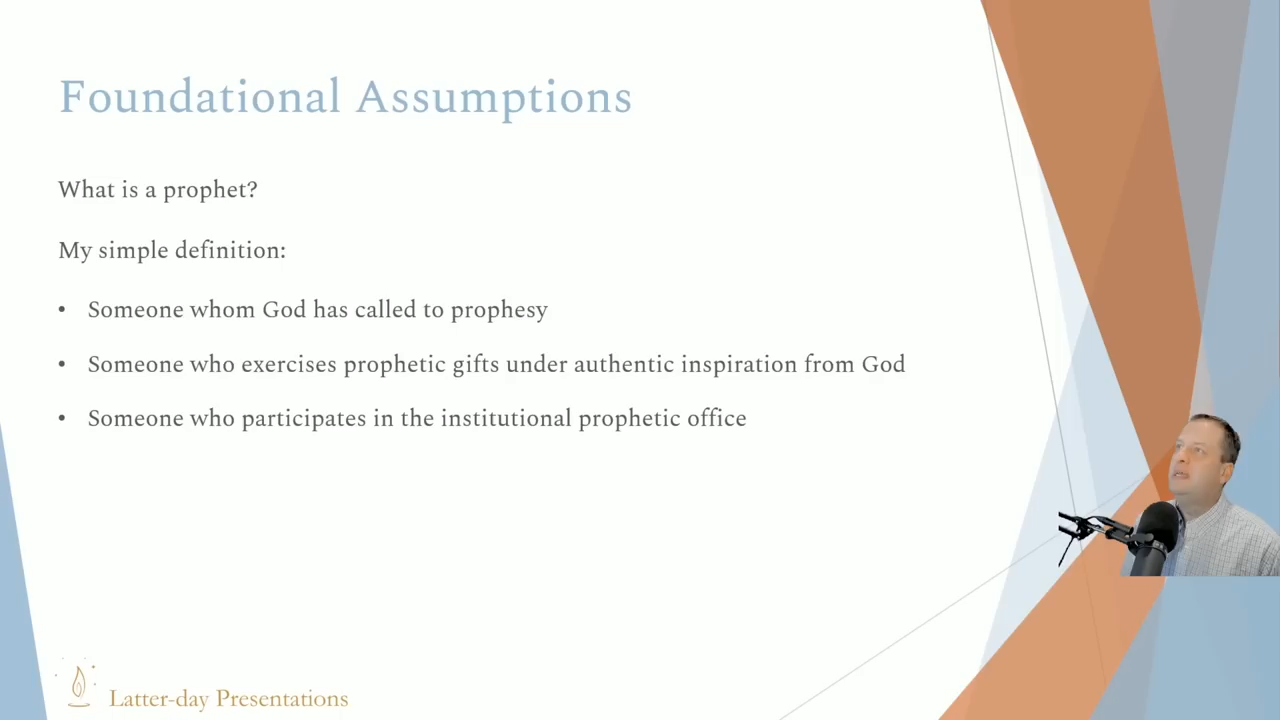 Foundational Assumptions
What is a prophet?
My simple definition:
• Someone whom God has called to prophesy
• Someone who exercises prophetic gifts under authentic inspiration from God
• Someone who participates in the institutional prophetic office
Latter-day Presentations